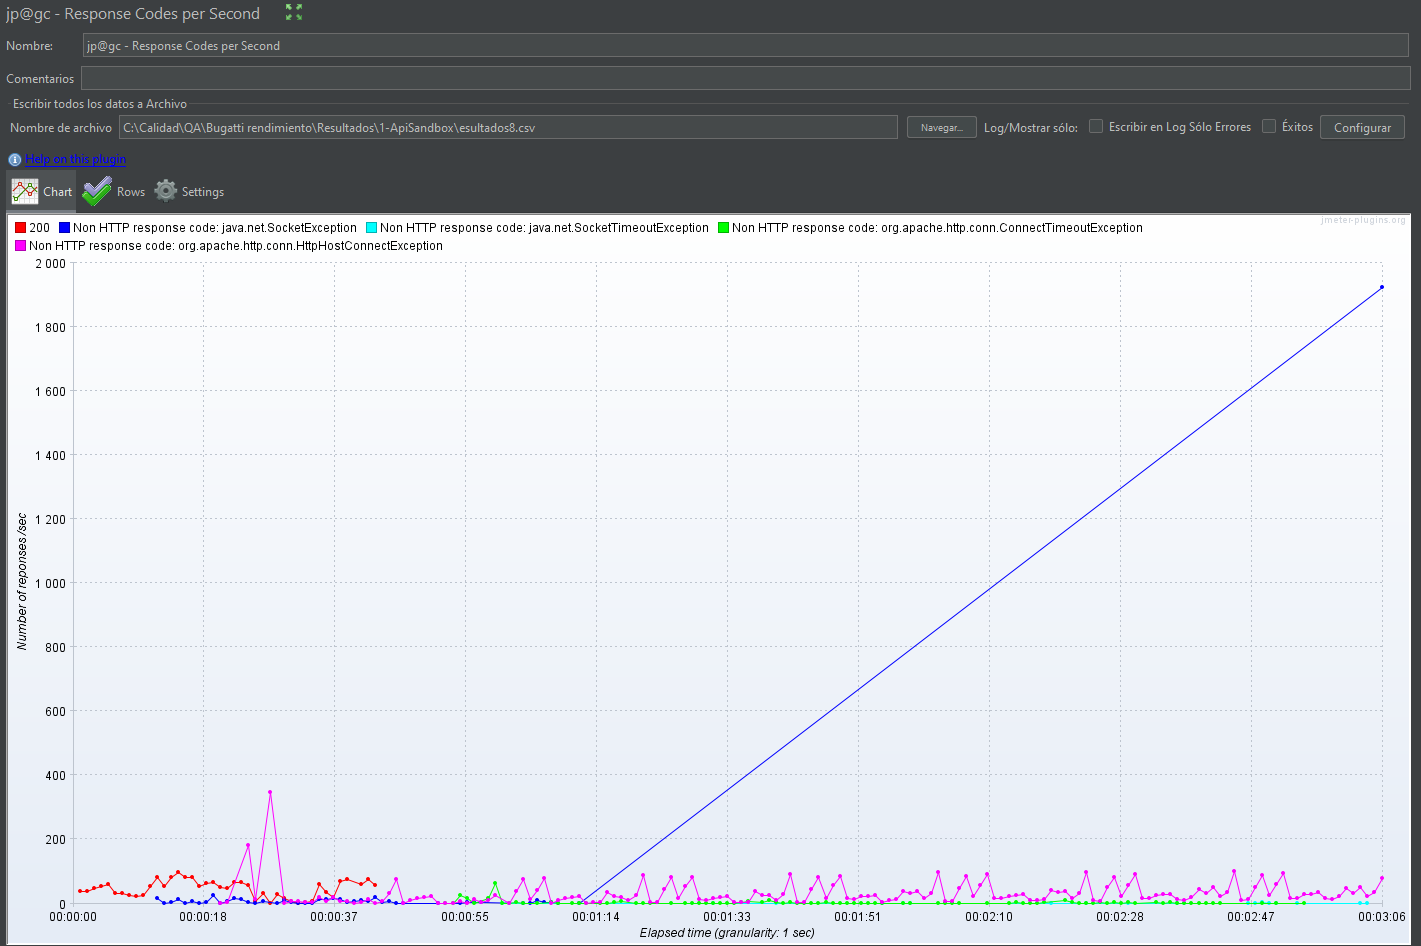 jp@gc - Response Codes per Second
Nombre: jp@gc - Response Codes per Second
Comentarios
Escribir todos los datos a Archivo
Nombre de archivo C:\Calidad\QA\Bugatti rendimiento\Resultados\1-ApiSandbox\esultados8.csv Navegar... Log/Mostrar sólo: Escribir en Log Sólo Errores Éxitos Configurar
Help on this plugin
Chart Rows Settings
jmeter-plugins.org
200 Non HTTP response code: java.net.SocketException Non HTTP response code: java.net.SocketTimeoutException Non HTTP response code: org.apache.http.conn.ConnectTimeoutException
Non HTTP response code: org.apache.http.conn.HttpHostConnectException
2 000
1 800
1 600
1 400
1 200
1 000
800
600
400
200
0
Number of reponses /sec
00:00:00 00:00:18 00:00:37 00:00:55 00:01:14 00:01:33 00:01:51 00:02:10 00:02:28 00:02:47 00:03:06
Elapsed time (granularity: 1 sec)